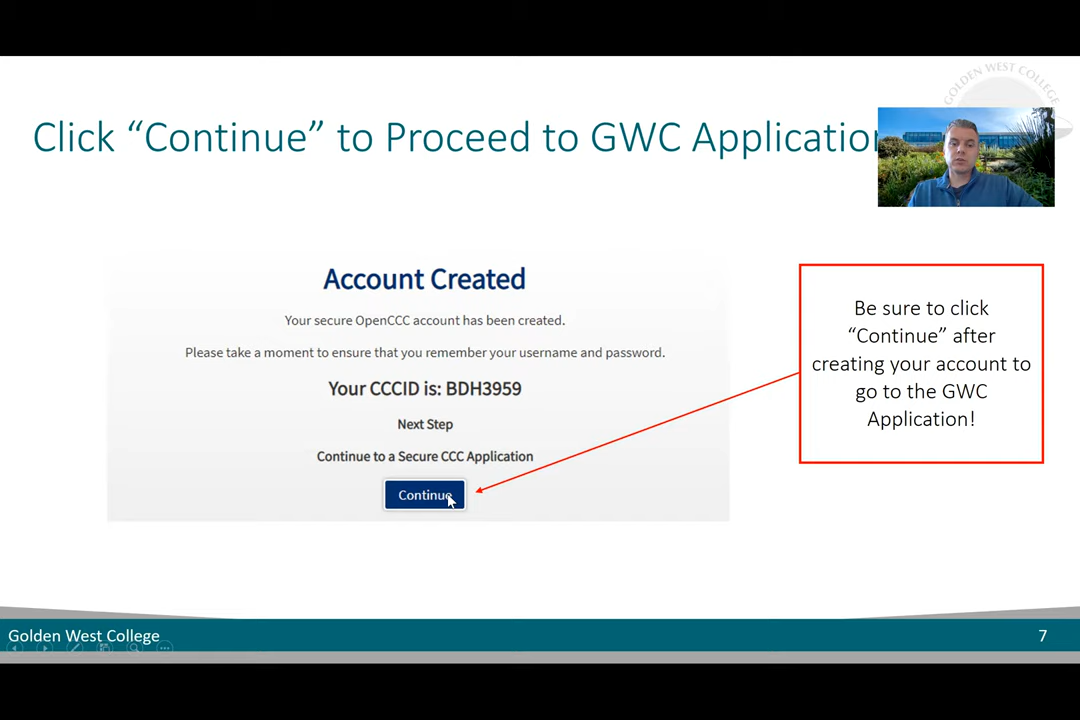 GOLDEN WEST COLLEGE
Click “Continue” to Proceed to GWC Application
Account Created
Your secure OpenCCC account has been created.
Please take a moment to ensure that you remember your username and password.
Your CCCID is: BDH3959
Next Step
Continue to a Secure CCC Application
Continue
Be sure to click
“Continue” after
creating your account to
go to the GWC
Application!
Golden West College
7